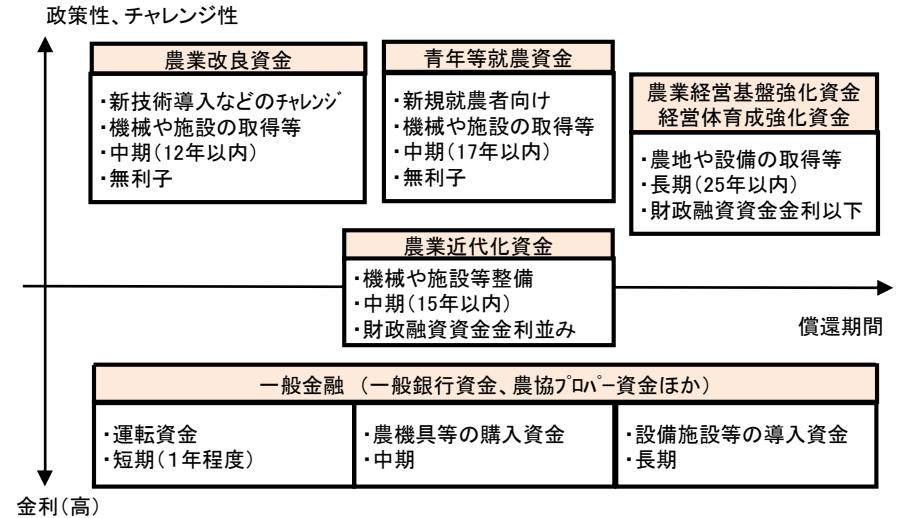 政策性、チャレンジ性
農業改良資金
・新技術導入などのﾁｬﾚﾝｼﾞ
・機械や施設の取得等
・中期(12年以内)
・無利子
青年等就農資金
・新規就農者向け
・機械や施設の取得等
・中期(17年以内)
・無利子
農業経営基盤強化資金
経営体育成強化資金
・農地や設備の取得等
・長期(25年以内)
・財政融資資金金利以下
農業近代化資金
・機械や施設等整備
・中期(15年以内)
・財政融資資金金利並み
償還期間
一般金融 (一般銀行資金、農協ﾌﾟﾛﾊﾟｰ資金ほか)
・運転資金
・短期(１年程度)
・農機具等の購入資金
・中期
・設備施設等の導入資金
・長期
金利(高)